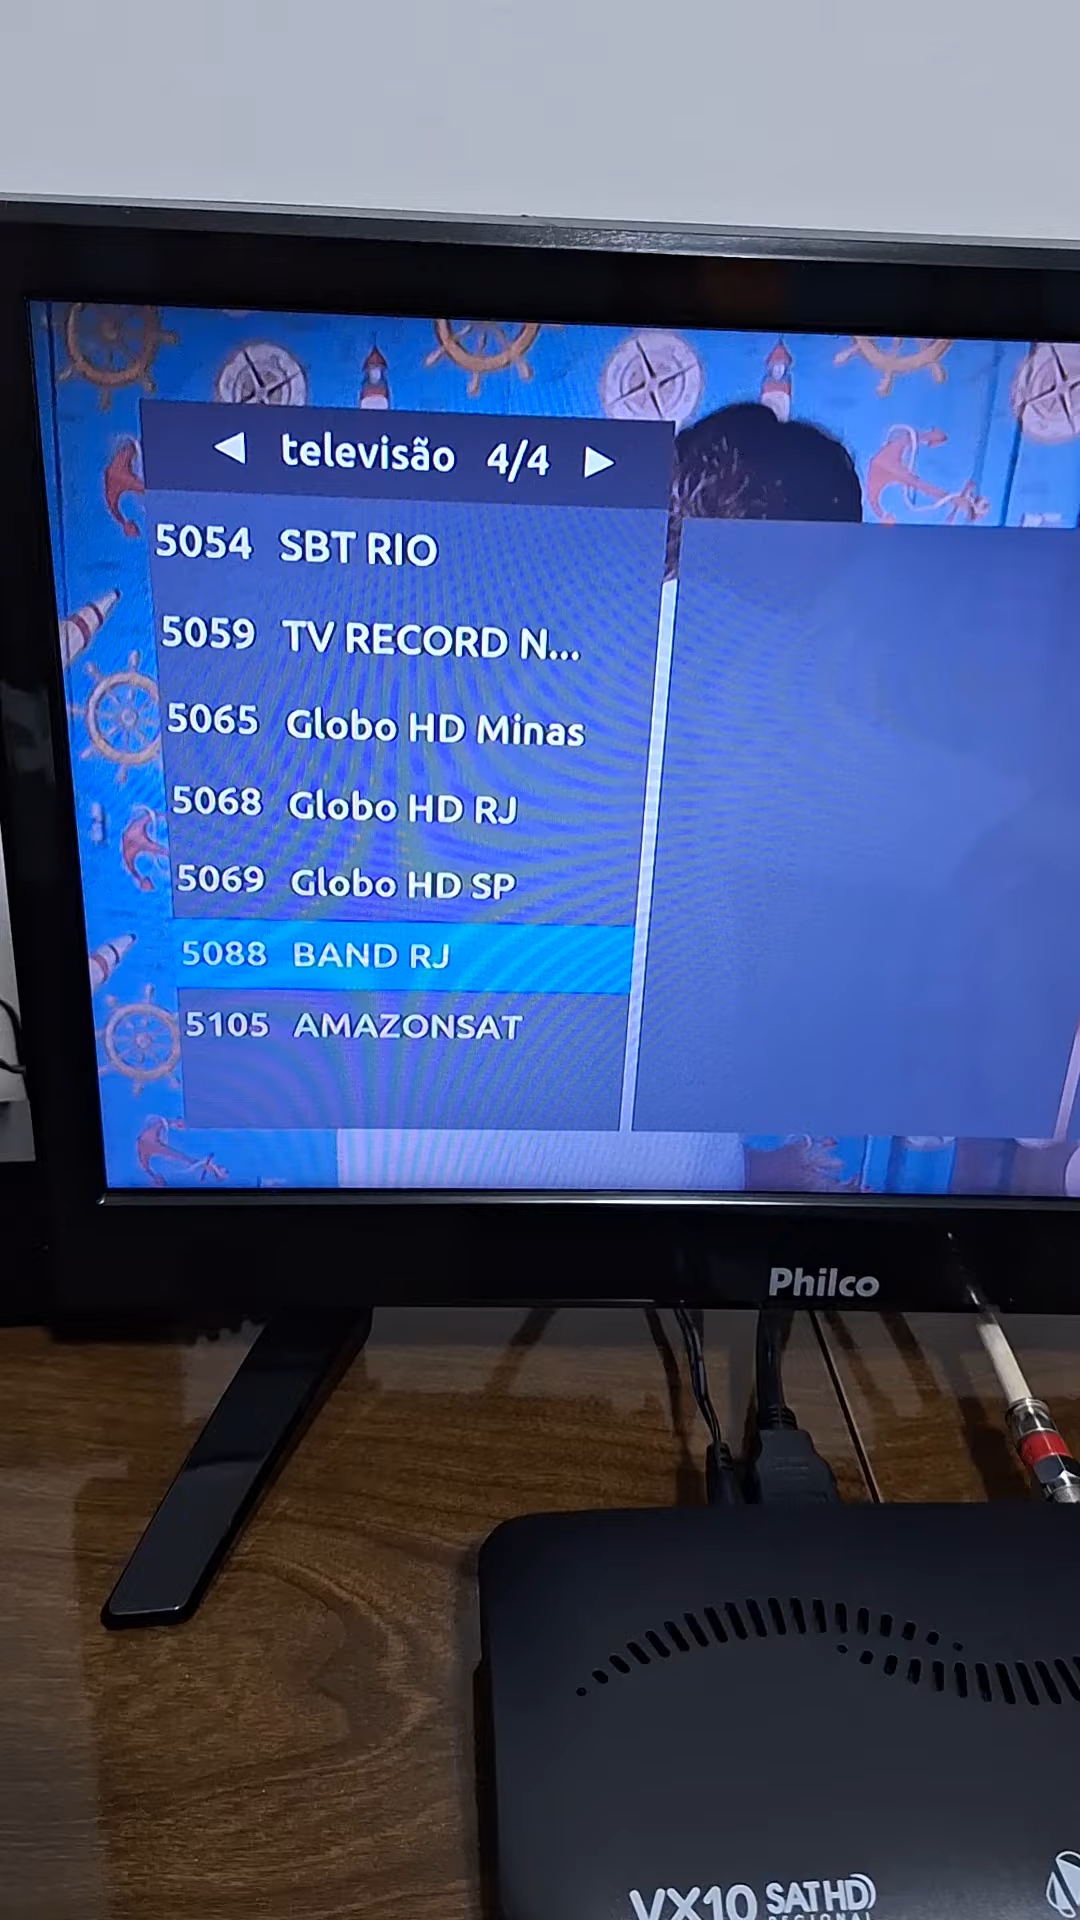 ◀ televisão 4/4 ▶
5054 SBT RIO
5059 TV RECORD N...
5065 Globo HD Minas
5068 Globo HD RJ
5069 Globo HD SP
5088 BAND RJ
5105 AMAZONSAT
Philco
VX10 SATHD
REGIONAL